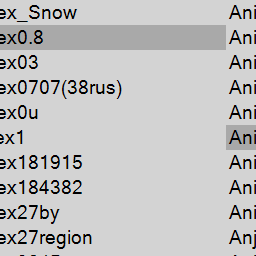 ex_Snow Ani
ex0.8 Ani
ex03 Ani
ex0707(38rus) Ani
ex0u Ani
ex1 Ani
ex181915 Ani
ex184382 Ani
ex27by Ani
ex27region Anj